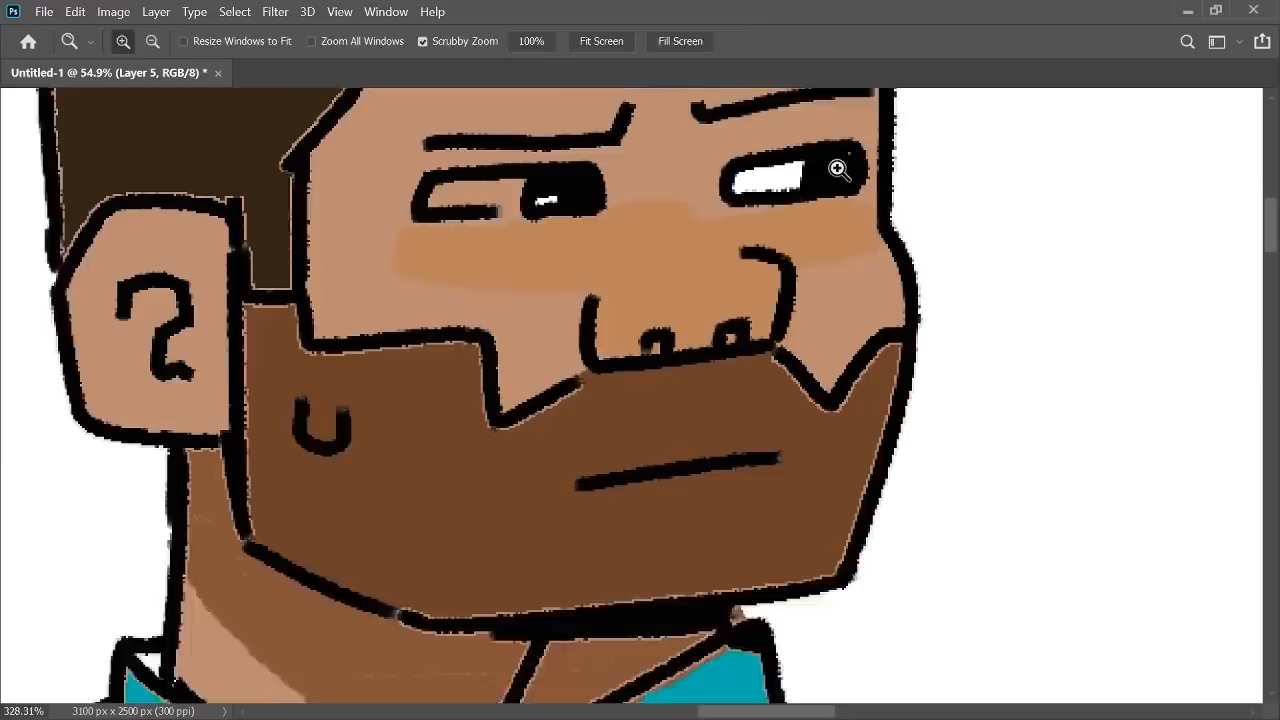 Ps File Edit Image Layer Type Select Filter 3D View Window Help
Resize Windows to Fit Zoom All Windows Scrubby Zoom 100% Fit Screen Fill Screen
Untitled-1 @ 54.9% (Layer 5, RGB/8) *
328.31% 3100 px x 2500 px (300 ppi)